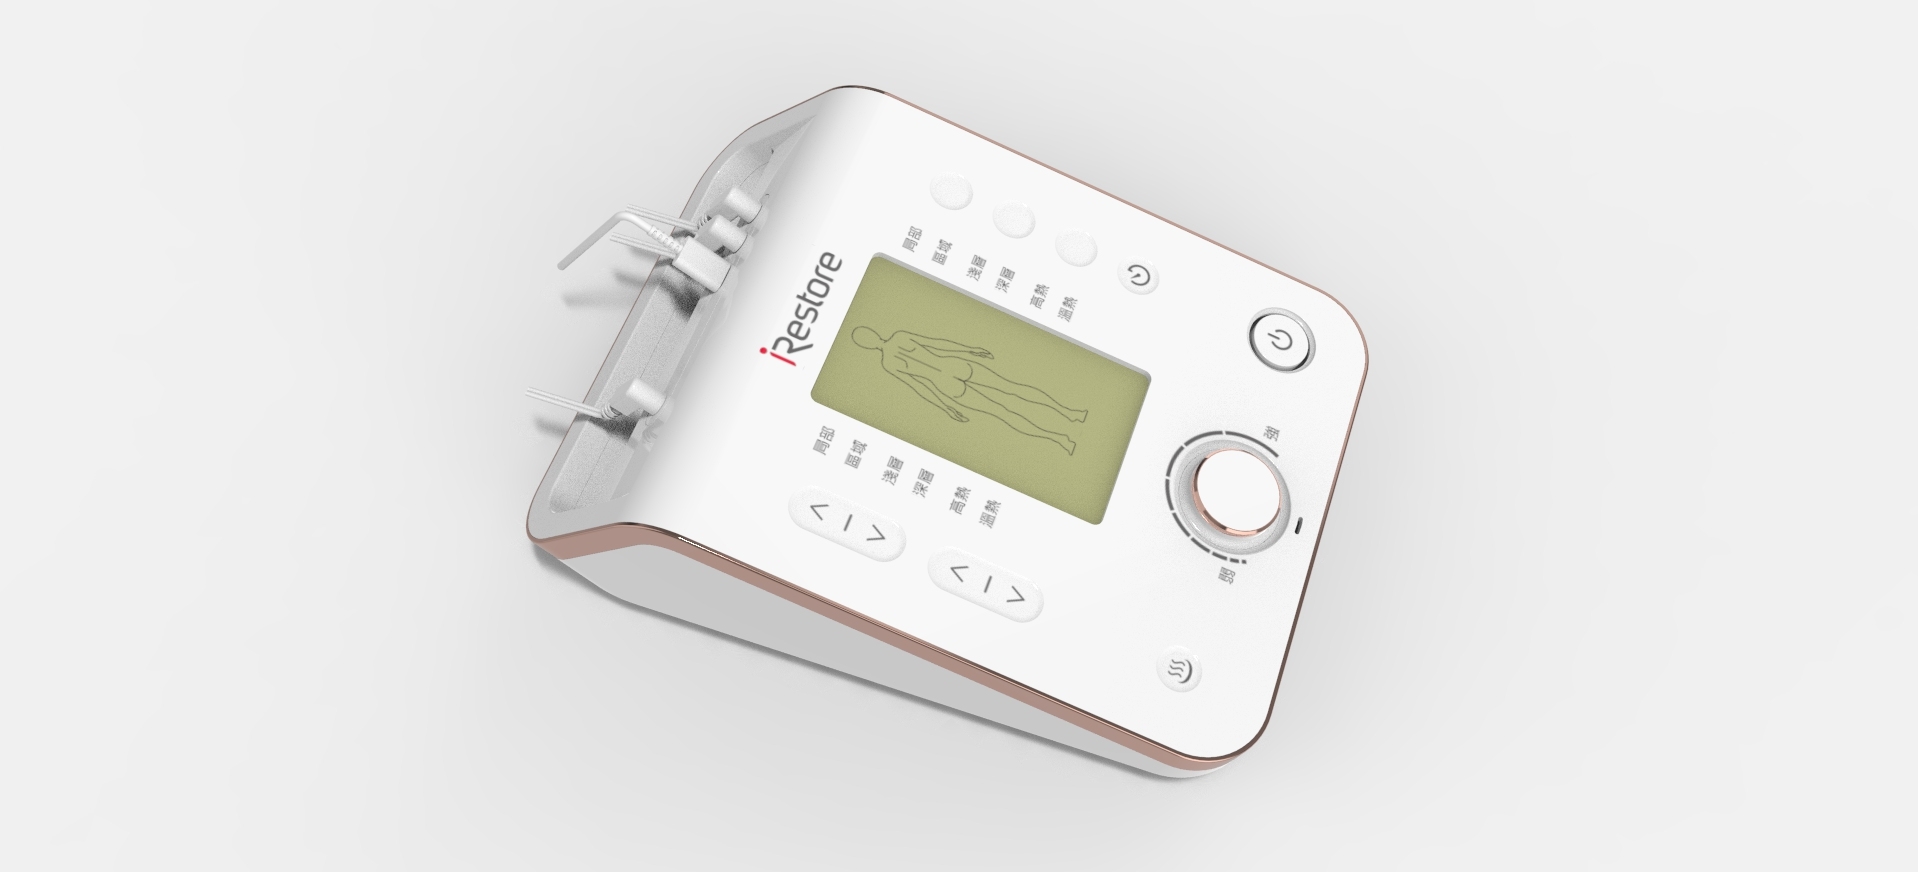 iRestore
局部
區域
淺層
深層
高熱
溫熱
局部
區域
淺層
深層
高熱
溫熱
強
弱